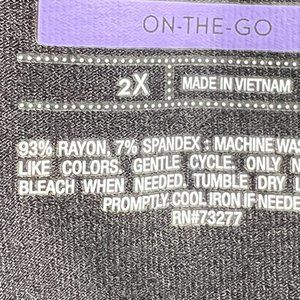 ON-THE-GO
2X
MADE IN VIETNAM
93% RAYON, 7% SPANDEX : MACHINE WAS
LIKE COLORS. GENTLE CYCLE. ONLY N
BLEACH WHEN NEEDED. TUMBLE DRY L
PROMPTLY. COOL IRON IF NEEDE
RN#73277